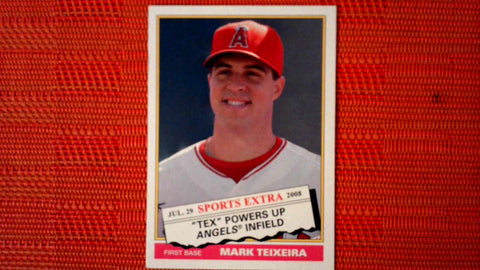 A
JUL. 29 SPORTS EXTRA 2008
"TEX" POWERS UP
ANGELS® INFIELD
FIRST BASE MARK TEIXEIRA